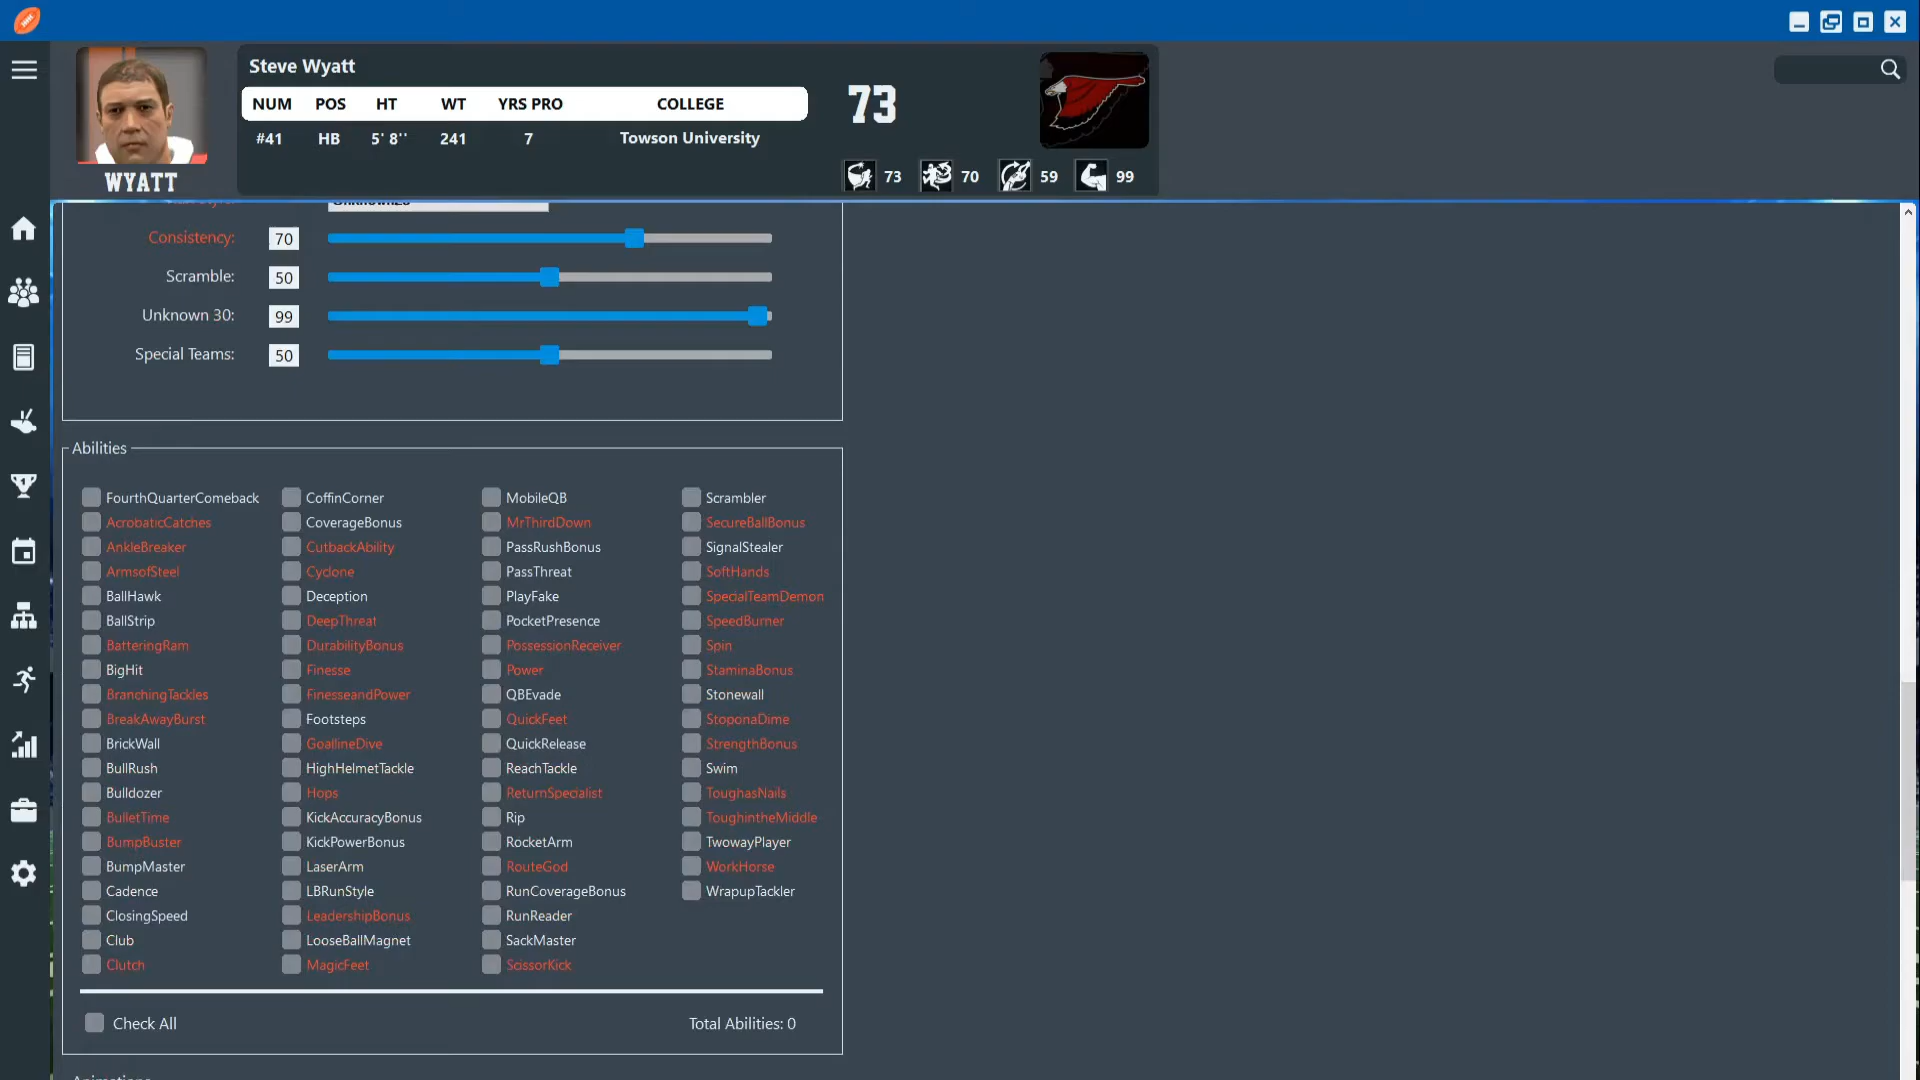 Steve Wyatt
NUM POS HT WT YRS PRO COLLEGE
#41 HB 5' 8'' 241 7 Towson University
73
WYATT
73 70 59 99
Consistency: 70
Scramble: 50
Unknown 30: 99
Special Teams: 50
Abilities
FourthQuarterComeback CoffinCorner MobileQB Scrambler
AcrobaticCatches CoverageBonus MrThirdDown SecureBallBonus
AnkleBreaker CutbackAbility PassRushBonus SignalStealer
ArmsofSteel Cyclone PassThreat SoftHands
BallHawk Deception PlayFake SpecialTeamDemon
BallStrip DeepThreat PocketPresence SpeedBurner
BatteringRam DurabilityBonus PossessionReceiver Spin
BigHit Finesse Power StaminaBonus
BranchingTackles FinesseandPower QBEvade Stonewall
BreakAwayBurst Footsteps QuickFeet StoponaDime
BrickWall GoallineDive QuickRelease StrengthBonus
BullRush HighHelmetTackle ReachTackle Swim
Bulldozer Hops ReturnSpecialist ToughasNails
BulletTime KickAccuracyBonus Rip ToughintheMiddle
BumpBuster KickPowerBonus RocketArm TwowayPlayer
BumpMaster LaserArm RouteGod WorkHorse
Cadence LBRunStyle RunCoverageBonus WrapupTackler
ClosingSpeed LeadershipBonus RunReader
Club LooseBallMagnet SackMaster
Clutch MagicFeet ScissorKick
Check All Total Abilities: 0